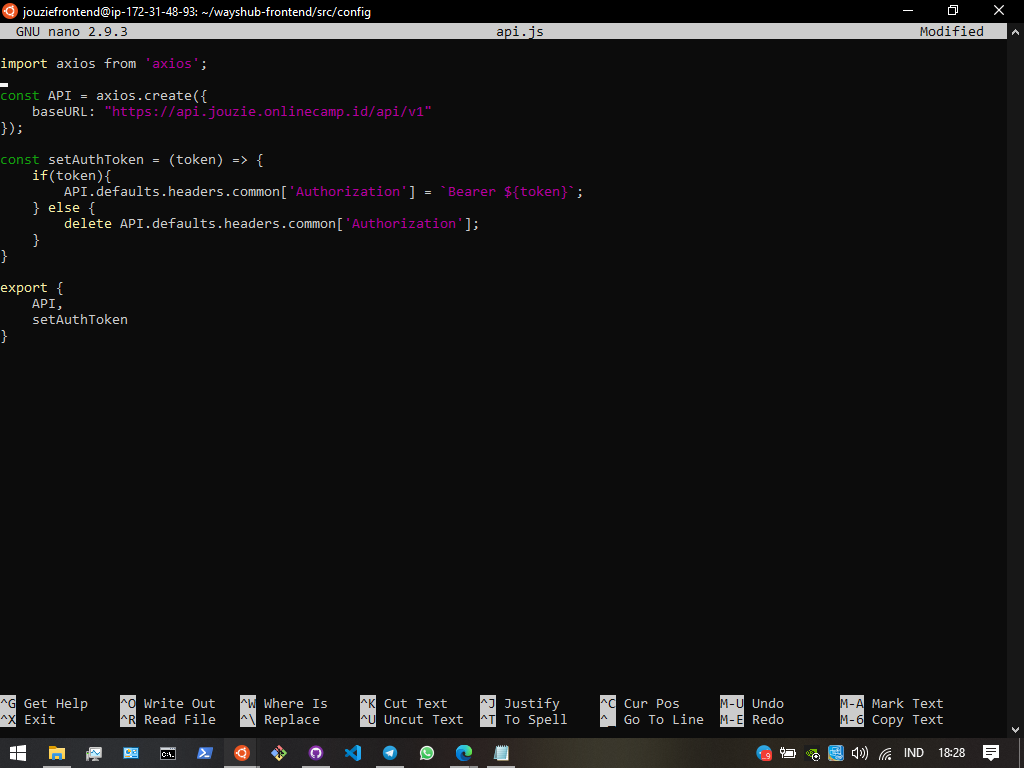 jouziefrontend@ip-172-31-48-93: ~/wayshub-frontend/src/config
GNU nano 2.9.3 api.js Modified
import axios from 'axios';
const API = axios.create({
    baseURL: "https://api.jouzie.onlinecamp.id/api/v1"
});
const setAuthToken = (token) => {
    if(token){
        API.defaults.headers.common['Authorization'] = `Bearer ${token}`;
    } else {
        delete API.defaults.headers.common['Authorization'];
    }
}
export {
    API,
    setAuthToken
}
^G Get Help ^O Write Out ^W Where Is ^K Cut Text ^J Justify ^C Cur Pos M-U Undo M-A Mark Text
^X Exit ^R Read File ^\ Replace ^U Uncut Text ^T To Spell ^_ Go To Line M-E Redo M-6 Copy Text
IND 18:28